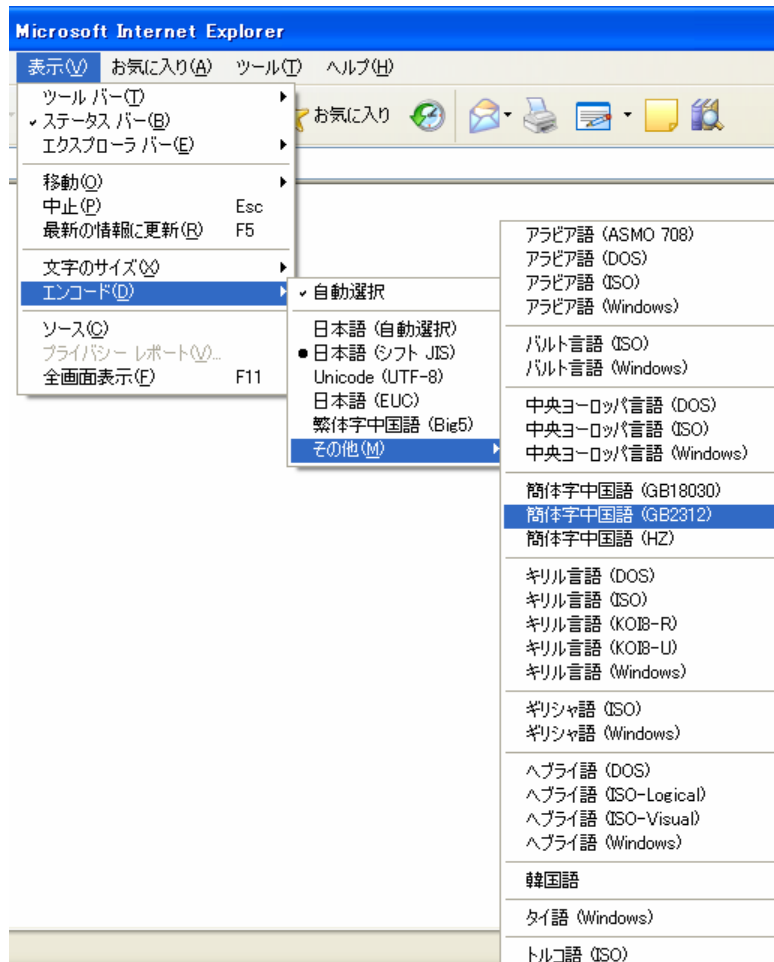 Microsoft Internet Explorer
表示(V) お気に入り(A) ツール(T) ヘルプ(H)
お気に入り
ツール バー(T)
ステータス バー(B)
エクスプローラ バー(E)
移動(O)
中止(P) Esc
最新の情報に更新(R) F5
文字のサイズ(X)
エンコード(D)
ソース(C)
プライバシー レポート(V)...
全画面表示(F) F11
自動選択
日本語 (自動選択)
日本語 (シフト JIS)
Unicode (UTF-8)
日本語 (EUC)
繁体字中国語 (Big5)
その他(M)
アラビア語 (ASMO 708)
アラビア語 (DOS)
アラビア語 (ISO)
アラビア語 (Windows)
バルト言語 (ISO)
バルト言語 (Windows)
中央ヨーロッパ言語 (DOS)
中央ヨーロッパ言語 (ISO)
中央ヨーロッパ言語 (Windows)
簡体字中国語 (GB18030)
簡体字中国語 (GB2312)
簡体字中国語 (HZ)
キリル言語 (DOS)
キリル言語 (ISO)
キリル言語 (KOI8-R)
キリル言語 (KOI8-U)
キリル言語 (Windows)
ギリシャ語 (ISO)
ギリシャ語 (Windows)
ヘブライ語 (DOS)
ヘブライ語 (ISO-Logical)
ヘブライ語 (ISO-Visual)
ヘブライ語 (Windows)
韓国語
タイ語 (Windows)
トルコ語 (ISO)